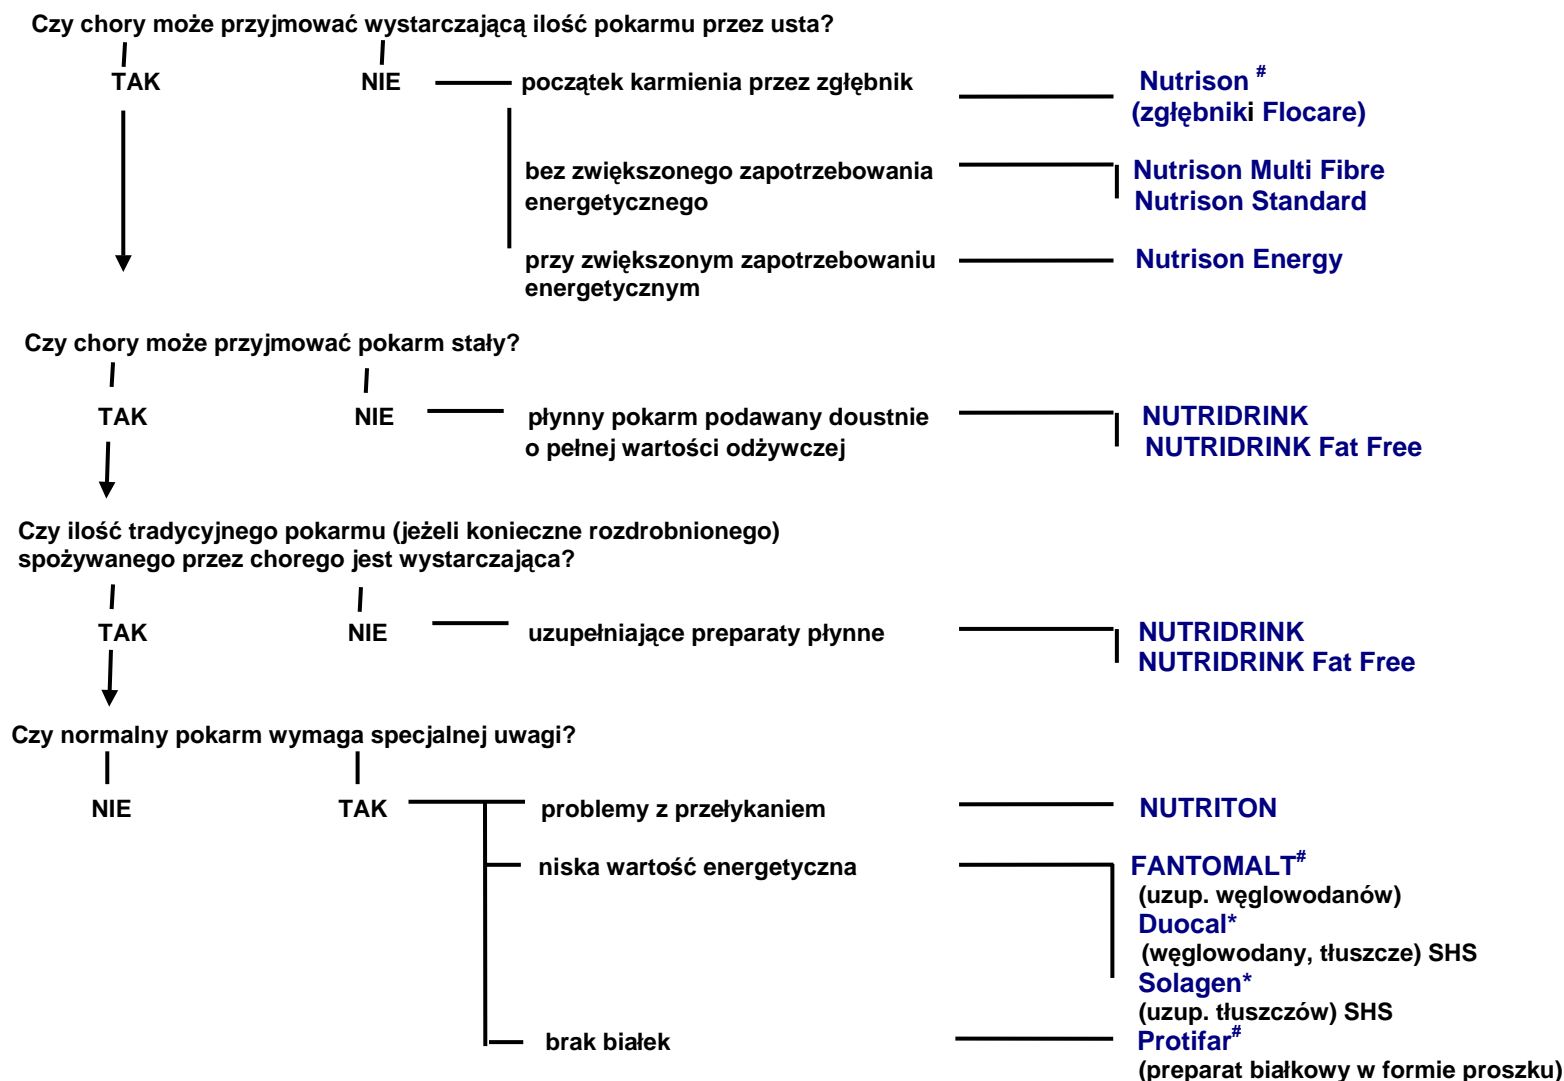 Czy chory może przyjmować wystarczającą ilość pokarmu przez usta?
TAK NIE początek karmienia przez zgłębnik Nutrison #
(zgłębniki Flocare)
bez zwiększonego zapotrzebowania Nutrison Multi Fibre
energetycznego Nutrison Standard
przy zwiększonym zapotrzebowaniu Nutrison Energy
energetycznym
Czy chory może przyjmować pokarm stały?
TAK NIE płynny pokarm podawany doustnie NUTRIDRINK
o pełnej wartości odżywczej NUTRIDRINK Fat Free
Czy ilość tradycyjnego pokarmu (jeżeli konieczne rozdrobnionego)
spożywanego przez chorego jest wystarczająca?
TAK NIE uzupełniające preparaty płynne NUTRIDRINK
NUTRIDRINK Fat Free
Czy normalny pokarm wymaga specjalnej uwagi?
NIE TAK problemy z przełykaniem NUTRITON
niska wartość energetyczna FANTOMALT#
(uzup. węglowodanów)
Duocal*
(węglowodany, tłuszcze) SHS
Solagen*
(uzup. tłuszczów) SHS
brak białek Protifar#
(preparat białkowy w formie proszku)